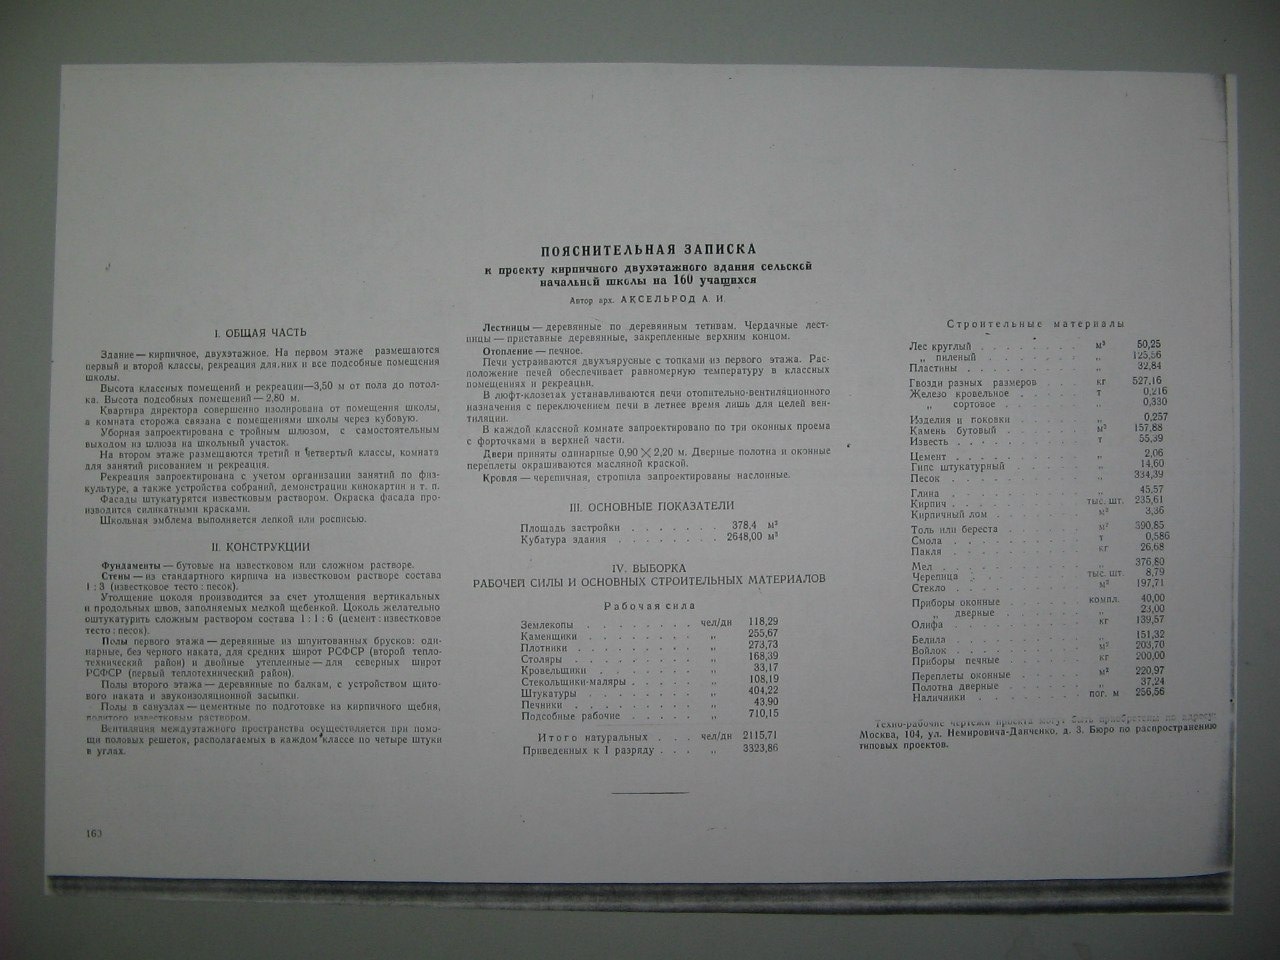 ПОЯСНИТЕЛЬНАЯ ЗАПИСКА
к проекту кирпичного двухэтажного здания сельской
начальной школы на 160 учащихся
Автор арх. АКСЕЛЬРОД А. И.
I. ОБЩАЯ ЧАСТЬ
Здание — кирпичное, двухэтажное. На первом этаже размещаются
первый и второй классы, рекреация для них и все подсобные помещения
школы.
Высота классных помещений и рекреации—3,50 м от пола до потол-
ка. Высота подсобных помещений — 2,80 м.
Квартира директора совершенно изолирована от помещения школы,
а комната сторожа связана с помещениями школы через кубовую.
Уборная запроектирована с тройным шлюзом, с самостоятельным
выходом из шлюза на школьный участок.
На втором этаже размещаются третий и четвертый классы, комната
для занятий рисованием и рекреация.
Рекреация запроектирована с учетом организации занятий по физ-
культуре, а также устройства собраний, демонстрации кинокартин и т. п.
Фасады штукатурятся известковым раствором. Окраска фасада про-
изводится силикатными красками.
Школьная эмблема выполняется лепкой или росписью.
II. КОНСТРУКЦИИ
Фундаменты — бутовые на известковом или сложном растворе.
Стены — из стандартного кирпича на известковом растворе состава
1 : 3 (известковое тесто : песок).
Утолщение цоколя производится за счет утолщения вертикальных
и продольных швов, заполняемых мелкой щебенкой. Цоколь желательно
оштукатурить сложным раствором состава 1 : 1 : 6 (цемент : известковое
тесто : песок).
Полы первого этажа — деревянные из шпунтованных брусков: оди-
нарные, без черного наката, для средних широт РСФСР (второй тепло-
технический район) и двойные утепленные — для северных широт
РСФСР (первый теплотехнический район).
Полы второго этажа — деревянные по балкам, с устройством щито-
вого наката и звукоизоляционной засыпки.
Полы в санузлах — цементные по подготовке из кирпичного щебня,
политого известковым раствором.
Вентиляция междуэтажного пространства осуществляется при помо-
щи половых решеток, располагаемых в каждом классе по четыре штуки
в углах.
163
Лестницы — деревянные по деревянным тетивам. Чердачные лест-
ницы — приставные деревянные, закрепленные верхним концом.
Отопление — печное.
Печи устраиваются двухъярусные с топками из первого этажа. Рас-
положение печей обеспечивает равномерную температуру в классных
помещениях и рекреации.
В люфт-клозетах устанавливаются печи отопительно-вентиляционного
назначения с переключением печи в летнее время лишь для целей вен-
тиляции.
В каждой классной комнате запроектировано по три оконных проема
с форточками в верхней части.
Двери приняты одинарные 0,90 × 2,20 м. Дверные полотна и оконные
переплеты окрашиваются масляной краской.
Кровля — черепичная, стропила запроектированы наслонные.
III. ОСНОВНЫЕ ПОКАЗАТЕЛИ
Площадь застройки . . . . . . . 378,4 м³
Кубатура здания . . . . . . . . 2648,00 м³
IV. ВЫБОРКА
РАБОЧЕЙ СИЛЫ И ОСНОВНЫХ СТРОИТЕЛЬНЫХ МАТЕРИАЛОВ
Рабочая сила
Землекопы . . . . . . . . чел/дн 118,29
Каменщики . . . . . . . . „ 255,67
Плотники . . . . . . . . „ 273,73
Столяры . . . . . . . . „ 168,39
Кровельщики . . . . . . . „ 33,17
Стекольщики-маляры . . . . . „ 108,19
Штукатуры . . . . . . . . „ 404,22
Печники . . . . . . . . „ 43,90
Подсобные рабочие . . . . . „ 710,15
Итого натуральных . . . чел/дн 2115,71
Приведенных к 1 разряду . . . „ 3323,86
Строительные материалы
Лес круглый . . . . . . . . м³ 50,25
„ пиленый . . . . . . . „ 125,56
Пластины . . . . . . . . „ 32,84
Гвозди разных размеров . . . . кг 527,16
Железо кровельное . . . . . т 0,216
„ сортовое . . . . . . „ 0,330
Изделия и поковки . . . . . „ 0,257
Камень бутовый . . . . . . м³ 157,88
Известь . . . . . . . . т 55,39
Цемент . . . . . . . . „ 2,06
Гипс штукатурный . . . . . „ 14,60
Песок . . . . . . . . „ 334,39
Глина . . . . . . . . „ 45,57
Кирпич . . . . . . . тыс. шт. 235,61
Кирпичный лом . . . . . . м³ 3,36
Толь или береста . . . . . м² 390,85
Смола . . . . . . . . т 0,586
Пакля . . . . . . . . кг 26,68
Мел . . . . . . . . „ 376,80
Черепица . . . . . . тыс. шт. 8,79
Стекло . . . . . . . . м² 197,71
Приборы оконные . . . . . компл. 40,00
„ дверные . . . . . „ 23,00
Олифа . . . . . . . . кг 139,57
Белила . . . . . . . . „ 151,32
Войлок . . . . . . . . м² 203,70
Приборы печные . . . . . кг 200,00
Переплеты оконные . . . . . м² 220,97
Полотна дверные . . . . . „ 37,24
Наличники . . . . . . пог. м 256,56
Техно-рабочие чертежи проекта могут быть приобретены по адресу:
Москва, 104, ул. Немировича-Данченко, д. 3. Бюро по распространению
типовых проектов.